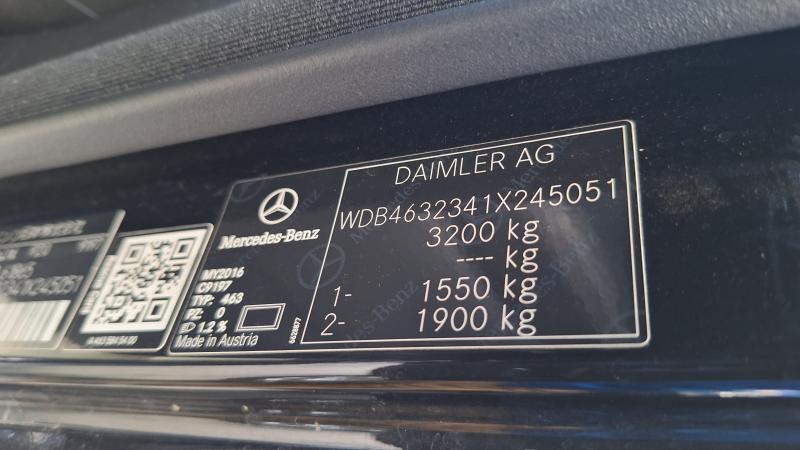 DAIMLER AG
WDB4632341X245051
3200 kg
---- kg
1- 1550 kg
2- 1900 kg
Mercedes-Benz
MY2016
C9197
TYP: 463
PZ: 0
1.2 %
Made in Austria